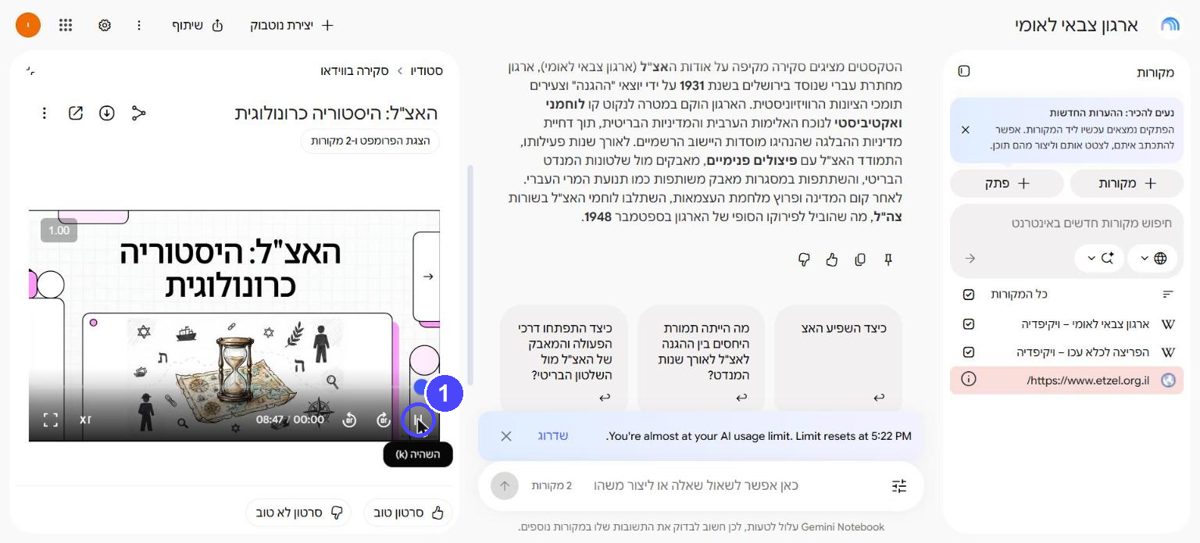 ארגון צבאי לאומי
יצירת נוטבוק
שיתוף
י
מקורות
נעים להכיר: ההערות החדשות
הפתקים נמצאים עכשיו ליד המקורות. אפשר
להתכתב איתם, לצטט אותם וליצור מהם תוכן.
מקורות
פתק
חיפוש מקורות חדשים באינטרנט
כל המקורות
ארגון צבאי לאומי – ויקיפדיה
הפריצה לכלא עכו – ויקיפדיה
https://www.etzel.org.il/
הטקסטים מציגים סקירה מקיפה על אודות האצ"ל (ארגון צבאי לאומי), ארגון
מחתרת עברי שנוסד בירושלים בשנת 1931 על ידי יוצאי "ההגנה" וצעירים
תומכי הציונות הרוויזיוניסטית. הארגון הוקם במטרה לנקוט קו לוחמני
ואקטיביסטי לנוכח האלימות הערבית והמדיניות הבריטית, תוך דחיית
מדיניות ההבלגה שהנהיגו מוסדות היישוב הרשמיים. לאורך שנות פעילותו,
התמודד האצ"ל עם פיצולים פנימיים, מאבקים מול שלטונות המנדט
הבריטי, והשתתפות במסגרות מאבק משותפות כמו תנועת המרי העברי.
לאחר קום המדינה ופרוץ מלחמת העצמאות, השתלבו לוחמי האצ"ל בשורות
צה"ל, מה שהוביל לפירוקו הסופי של הארגון בספטמבר 1948.
כיצד השפיע האצ
מה הייתה תמורת
היחסים בין ההגנה
לאצ"ל לאורך שנות
המנדט?
כיצד התפתחו דרכי
הפעולה והמאבק
של האצ"ל מול
השלטון הבריטי?
You're almost at your AI usage limit. Limit resets at 5:22 PM.
שדרוג
כאן אפשר לשאול שאלה או ליצור משהו
2 מקורות
Gemini Notebook עלול לטעות, לכן חשוב לבדוק את התשובות שלו במקורות נוספים.
סטודיו
סקירה בווידאו
האצ"ל: היסטוריה כרונולוגית
הצגת הפרומפט ו-2 מקורות
1.00
האצ"ל: היסטוריה
כרונולוגית
ה
1
08:47 / 00:00
X1
השהיה (k)
סרטון טוב
סרטון לא טוב